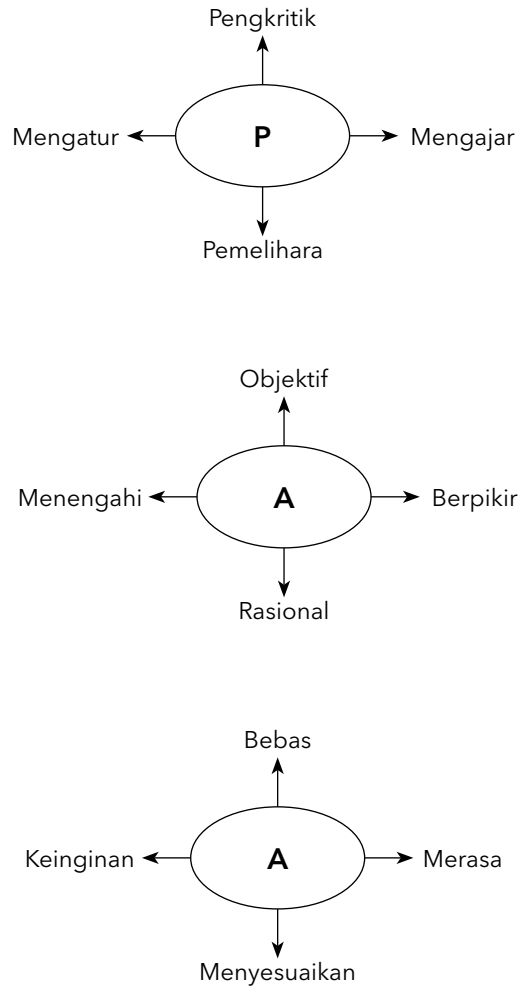 Pengkritik
Mengatur P Mengajar
Pemelihara
Objektif
Menengahi A Berpikir
Rasional
Bebas
Keinginan A Merasa
Menyesuaikan